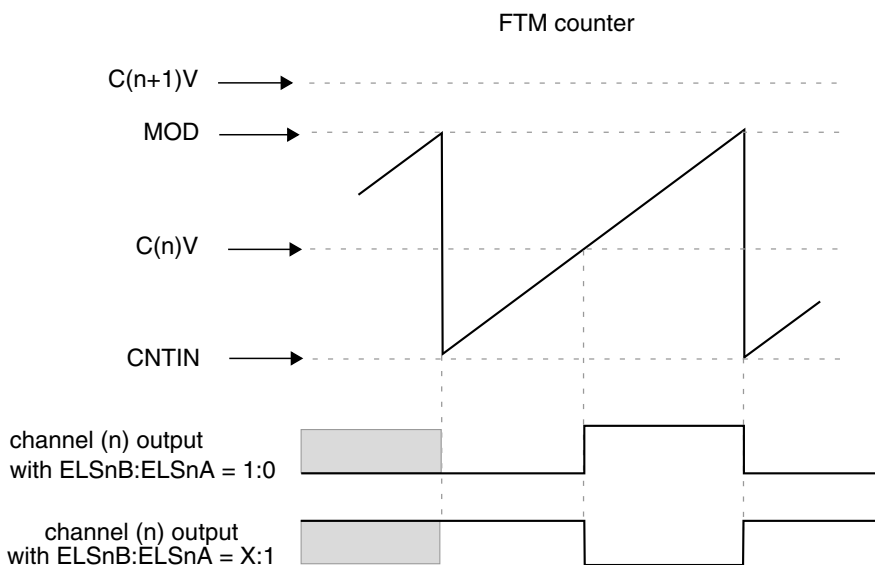 FTM counter
C(n+1)V
MOD
C(n)V
CNTIN
channel (n) output
with ELSnB:ELSnA = 1:0
channel (n) output
with ELSnB:ELSnA = X:1